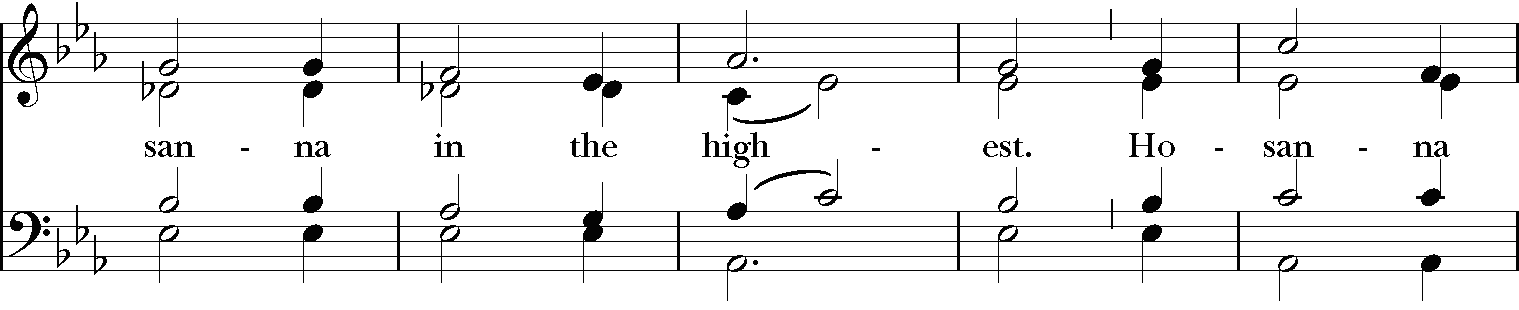 san - na in the high - est. Ho - san - na